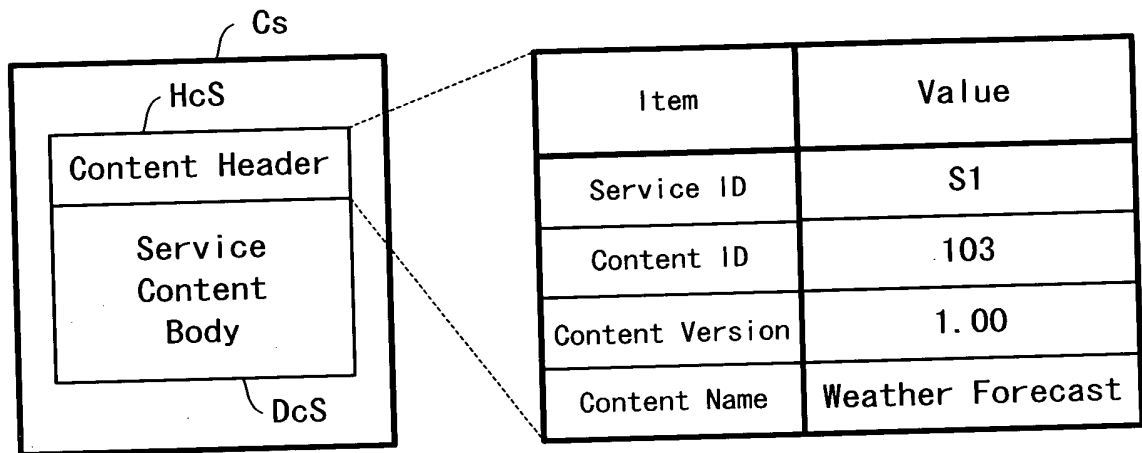 Cs
HcS
Content Header
Service
Content
Body
DcS
Item Value
Service ID S1
Content ID 103
Content Version 1.00
Content Name Weather Forecast